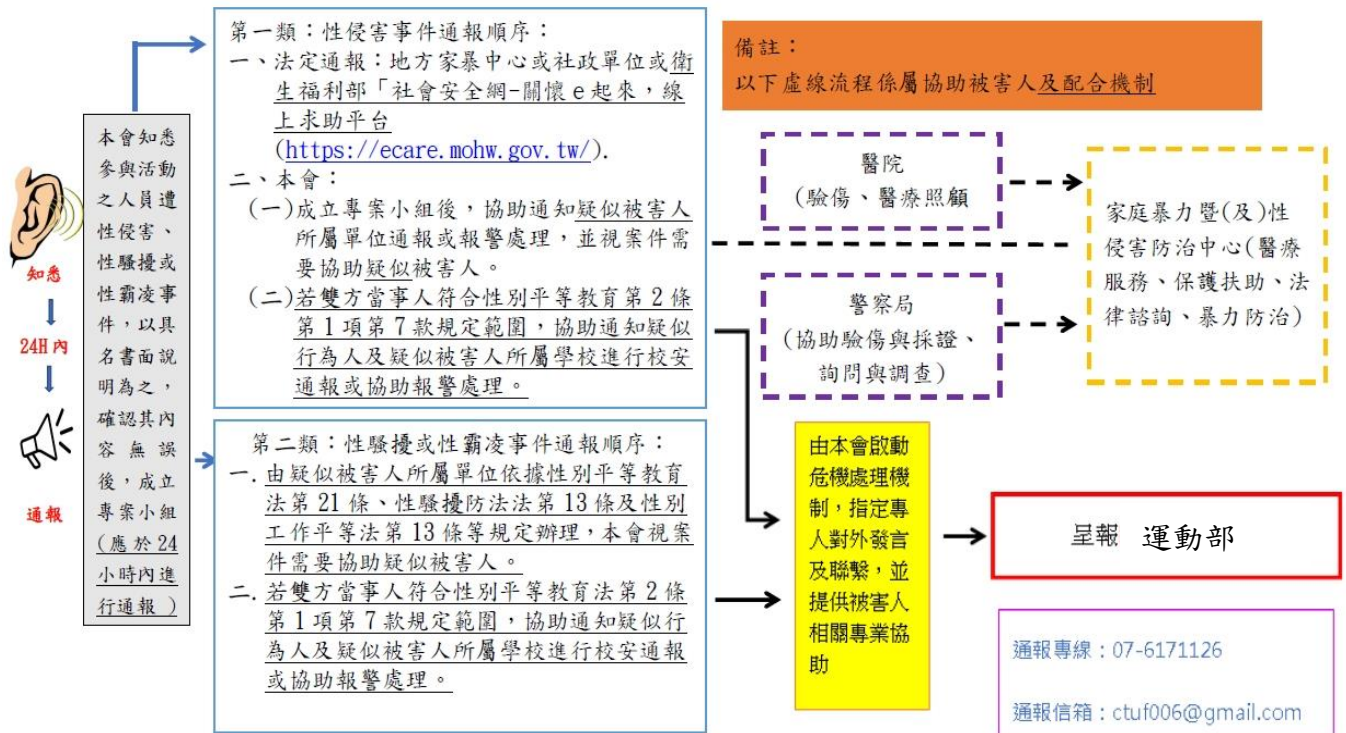 知悉
24H 內
通報
本會知悉
參與活動
之人員遭
性侵害、
性騷擾或
性霸凌事
件,以具
名書面說
明為之,
確認其內
容無誤
後,成立
專案小組
(應於 24
小時內進
行通報)
第一類:性侵害事件通報順序:
一、法定通報:地方家暴中心或社政單位或衛
生福利部「社會安全網-關懷 e 起來,線
上求助平台
(https://ecare.mohw.gov.tw/).
二、本會:
(一)成立專案小組後,協助通知疑似被害人
所屬單位通報或報警處理,並視案件需
要協助疑似被害人。
(二)若雙方當事人符合性別平等教育第 2 條
第 1 項第 7 款規定範圍,協助通知疑似
行為人及疑似被害人所屬學校進行校安
通報或協助報警處理。
第二類:性騷擾或性霸凌事件通報順序:
一.由疑似被害人所屬單位依據性別平等教育
法第 21 條、性騷擾防法法第 13 條及性別
工作平等法第 13 條等規定辦理,本會視案
件需要協助疑似被害人。
二.若雙方當事人符合性別平等教育法第 2 條
第 1 項第 7 款規定範圍,協助通知疑似行
為人及疑似被害人所屬學校進行校安通報
或協助報警處理。
備註:
以下虛線流程係屬協助被害人及配合機制
醫院
(驗傷、醫療照顧
警察局
(協助驗傷與採證、
詢問與調查)
家庭暴力暨(及)性
侵害防治中心(醫療
服務、保護扶助、法
律諮詢、暴力防治)
由本會啟動
危機處理機
制,指定專
人對外發言
及聯繫,並
提供被害人
相關專業協
助
呈報 運動部
通報專線:07-6171126
通報信箱:ctuf006@gmail.com